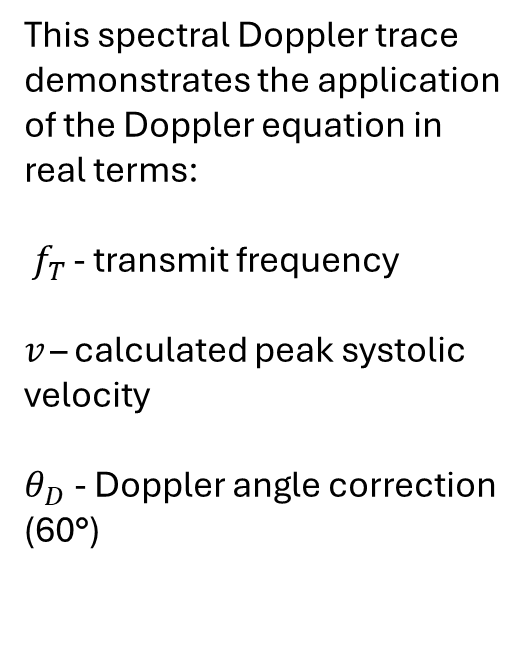 This spectral Doppler trace
demonstrates the application
of the Doppler equation in
real terms:
f_T - transmit frequency
v – calculated peak systolic
velocity
θ_D - Doppler angle correction
(60°)